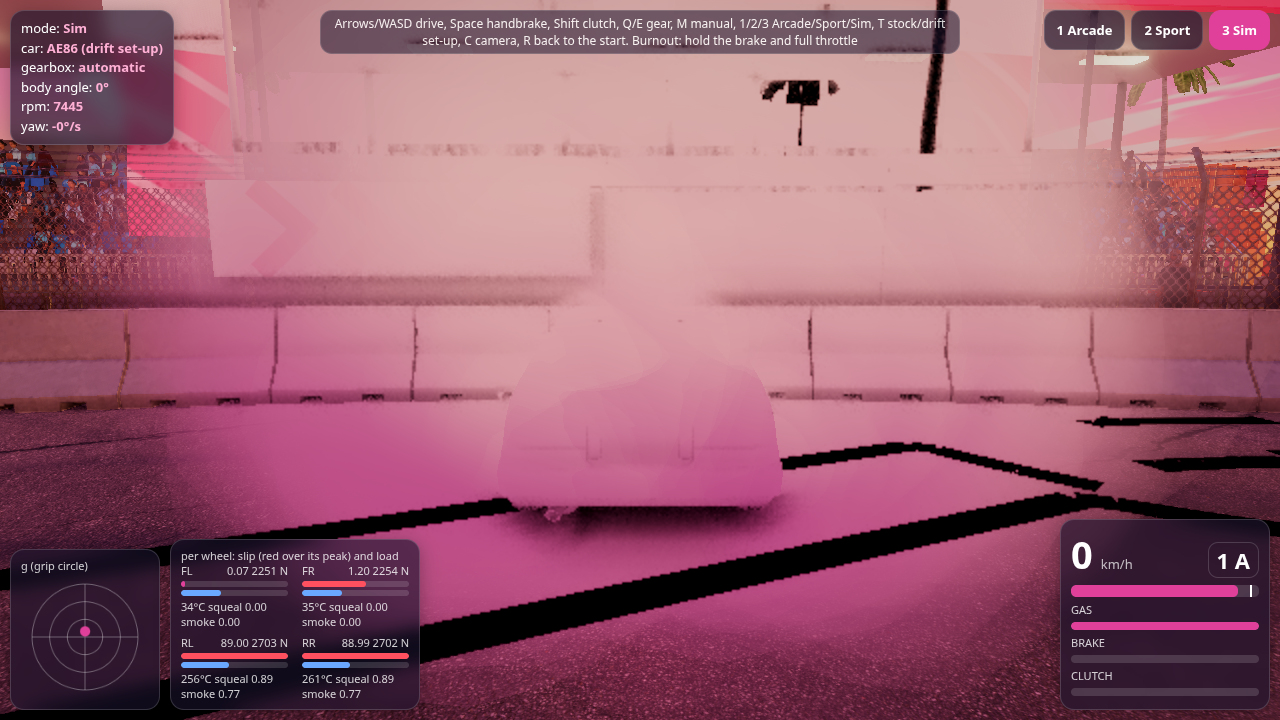 mode: Sim
car: AE86 (drift set-up)
gearbox: automatic
body angle: 0°
rpm: 7445
yaw: -0°/s
Arrows/WASD drive, Space handbrake, Shift clutch, Q/E gear, M manual, 1/2/3 Arcade/Sport/Sim, T stock/drift
set-up, C camera, R back to the start. Burnout: hold the brake and full throttle
1 Arcade
2 Sport
3 Sim
g (grip circle)
per wheel: slip (red over its peak) and load
FL 0.07 2251 N
34°C squeal 0.00
smoke 0.00
FR 1.20 2254 N
35°C squeal 0.00
smoke 0.00
RL 89.00 2703 N
256°C squeal 0.89
smoke 0.77
RR 88.99 2702 N
261°C squeal 0.89
smoke 0.77
0 km/h
1 A
GAS
BRAKE
CLUTCH